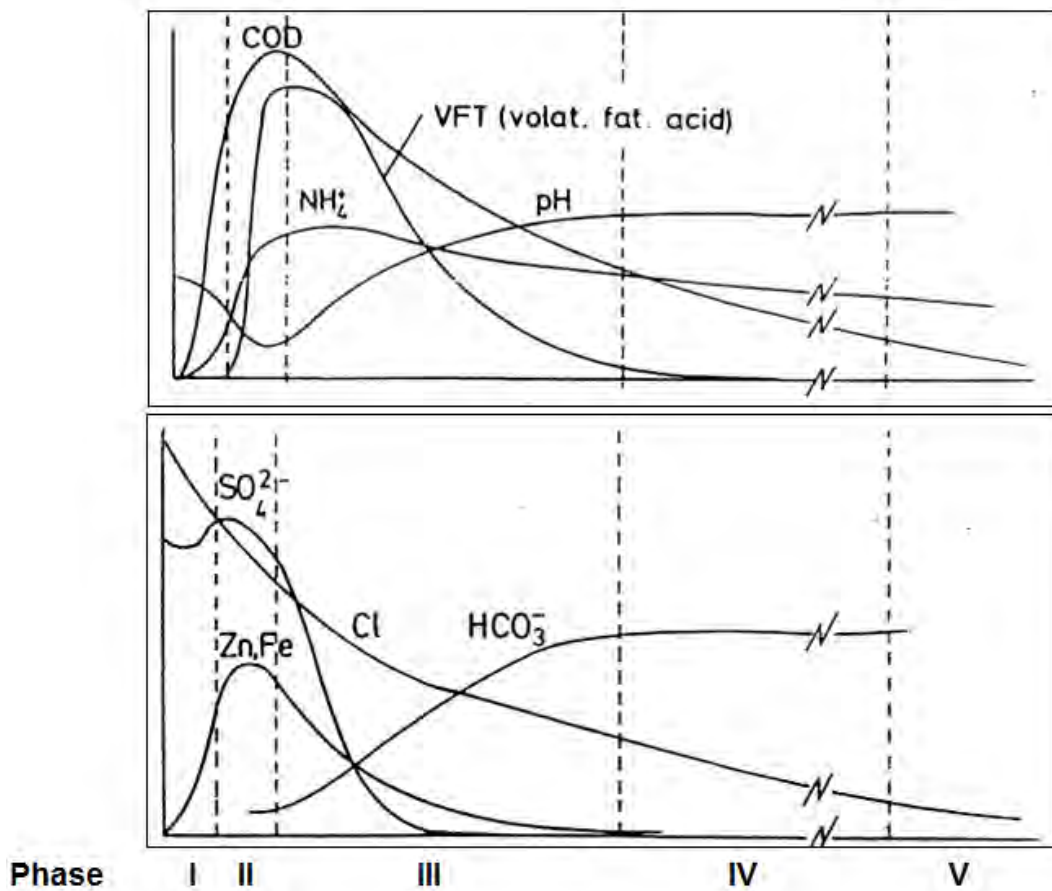 COD
VFT (volat. fat. acid)
NH₄⁺
pH
SO₄²⁻
Cl
HCO₃⁻
Zn,Fe
Phase I II III IV V